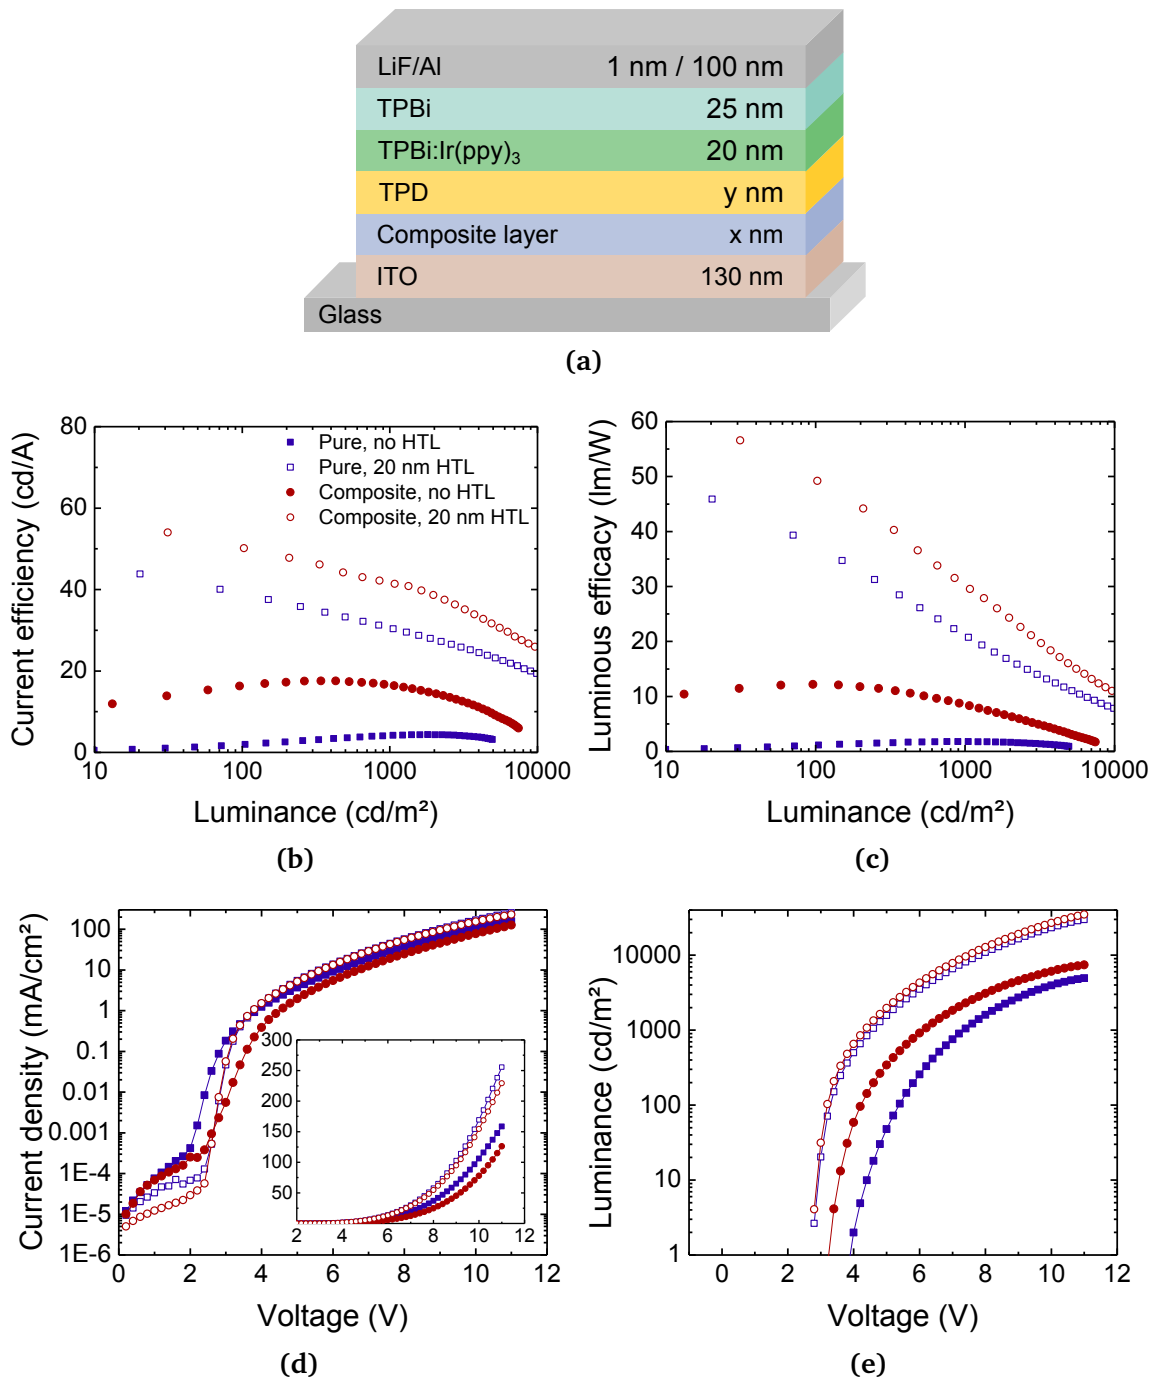 LiF/Al 1 nm / 100 nm
TPBi 25 nm
TPBi:Ir(ppy)₃ 20 nm
TPD y nm
Composite layer x nm
ITO 130 nm
Glass
(a)
Current efficiency (cd/A)
80
60
40
20
0
10 100 1000 10000
Pure, no HTL
Pure, 20 nm HTL
Composite, no HTL
Composite, 20 nm HTL
Luminance (cd/m²)
(b)
Luminous efficacy (lm/W)
60
50
40
30
20
10
0
10 100 1000 10000
Luminance (cd/m²)
(c)
Current density (mA/cm²)
100
10
1
0.1
0.01
0.001
1E-4
1E-5
1E-6
0 2 4 6 8 10 12
300
250
200
150
100
50
2 4 6 8 10 12
Voltage (V)
(d)
Luminance (cd/m²)
10000
1000
100
10
1
0 2 4 6 8 10 12
Voltage (V)
(e)